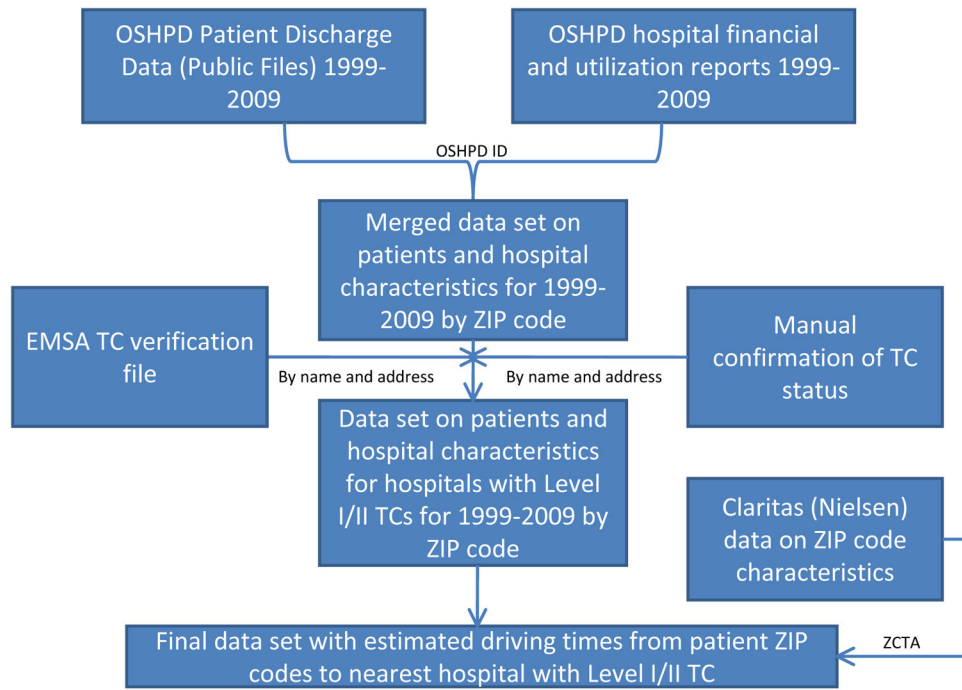 OSHPD Patient Discharge
Data (Public Files) 1999-
2009
OSHPD hospital financial
and utilization reports 1999-
2009
OSHPD ID
Merged data set on
patients and hospital
characteristics for 1999-
2009 by ZIP code
EMSA TC verification
file
Manual
confirmation of TC
status
By name and address
By name and address
Data set on patients and
hospital characteristics
for hospitals with Level
I/II TCs for 1999-2009 by
ZIP code
Claritas (Nielsen)
data on ZIP code
characteristics
Final data set with estimated driving times from patient ZIP
codes to nearest hospital with Level I/II TC
ZCTA